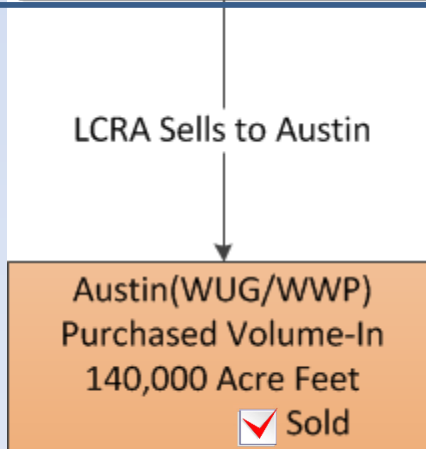 LCRA Sells to Austin
Austin(WUG/WWP)
Purchased Volume-In
140,000 Acre Feet
Sold